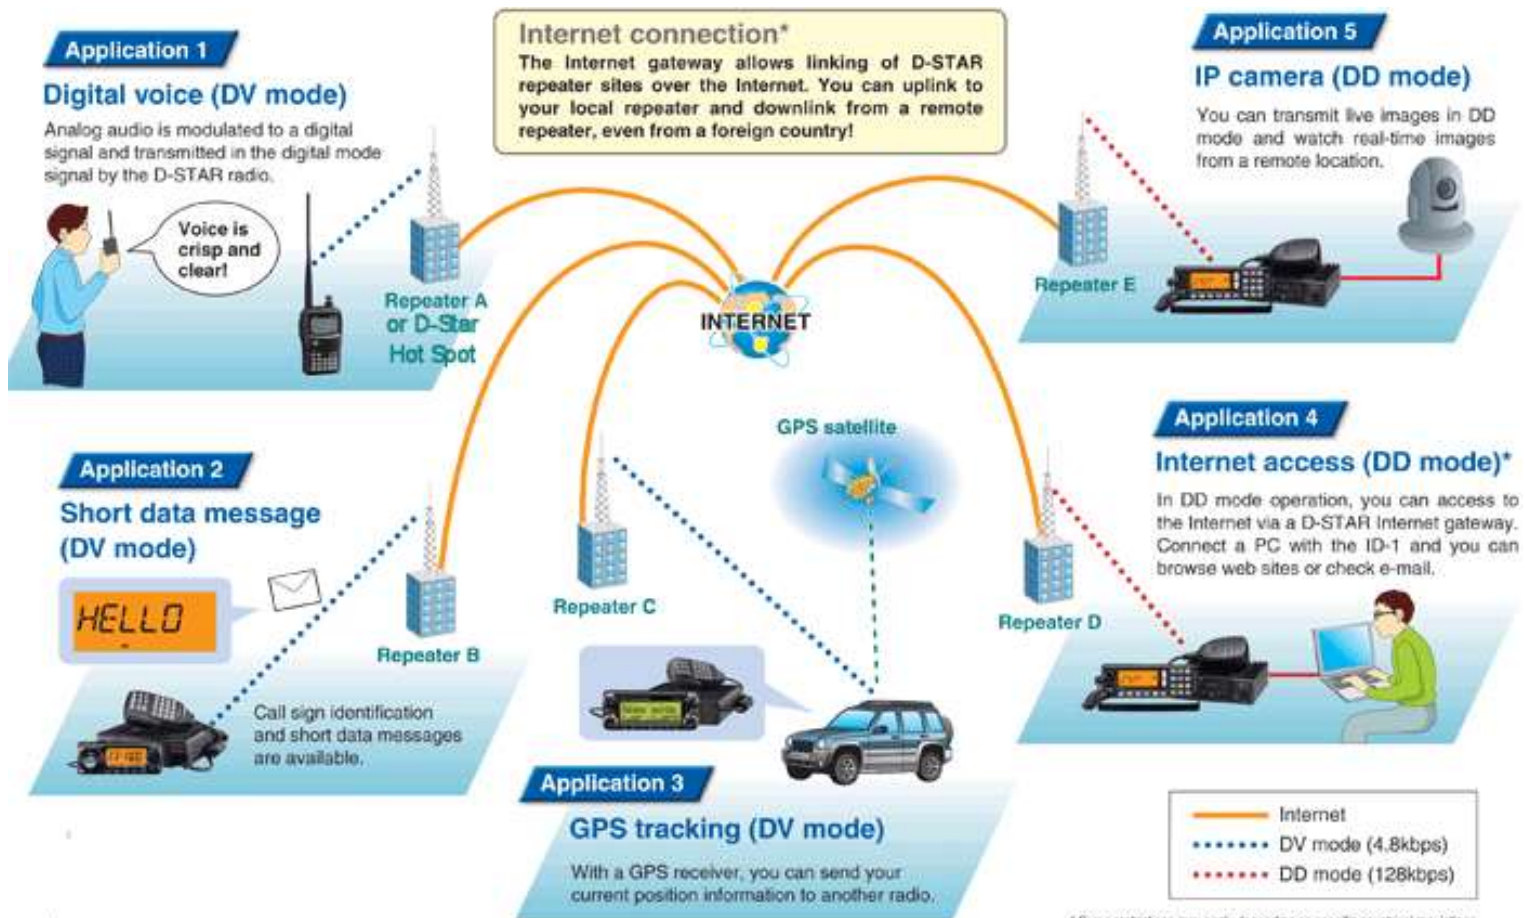 Application 1
Digital voice (DV mode)
Analog audio is modulated to a digital
signal and transmitted in the digital mode
signal by the D-STAR radio.
Voice is
crisp and
clear!
Repeater A
or D-Star
Hot Spot
Internet connection*
The Internet gateway allows linking of D-STAR
repeater sites over the Internet. You can uplink to
your local repeater and downlink from a remote
repeater, even from a foreign country!
Application 5
IP camera (DD mode)
You can transmit live images in DD
mode and watch real-time images
from a remote location.
Repeater E
INTERNET
Application 2
Short data message
(DV mode)
HELLO
Repeater B
Call sign identification
and short data messages
are available.
GPS satellite
Repeater C
Application 3
GPS tracking (DV mode)
With a GPS receiver, you can send your
current position information to another radio.
Application 4
Internet access (DD mode)*
In DD mode operation, you can access to
the Internet via a D-STAR Internet gateway.
Connect a PC with the ID-1 and you can
browse web sites or check e-mail.
Repeater D
Internet
DV mode (4.8kbps)
DD mode (128kbps)